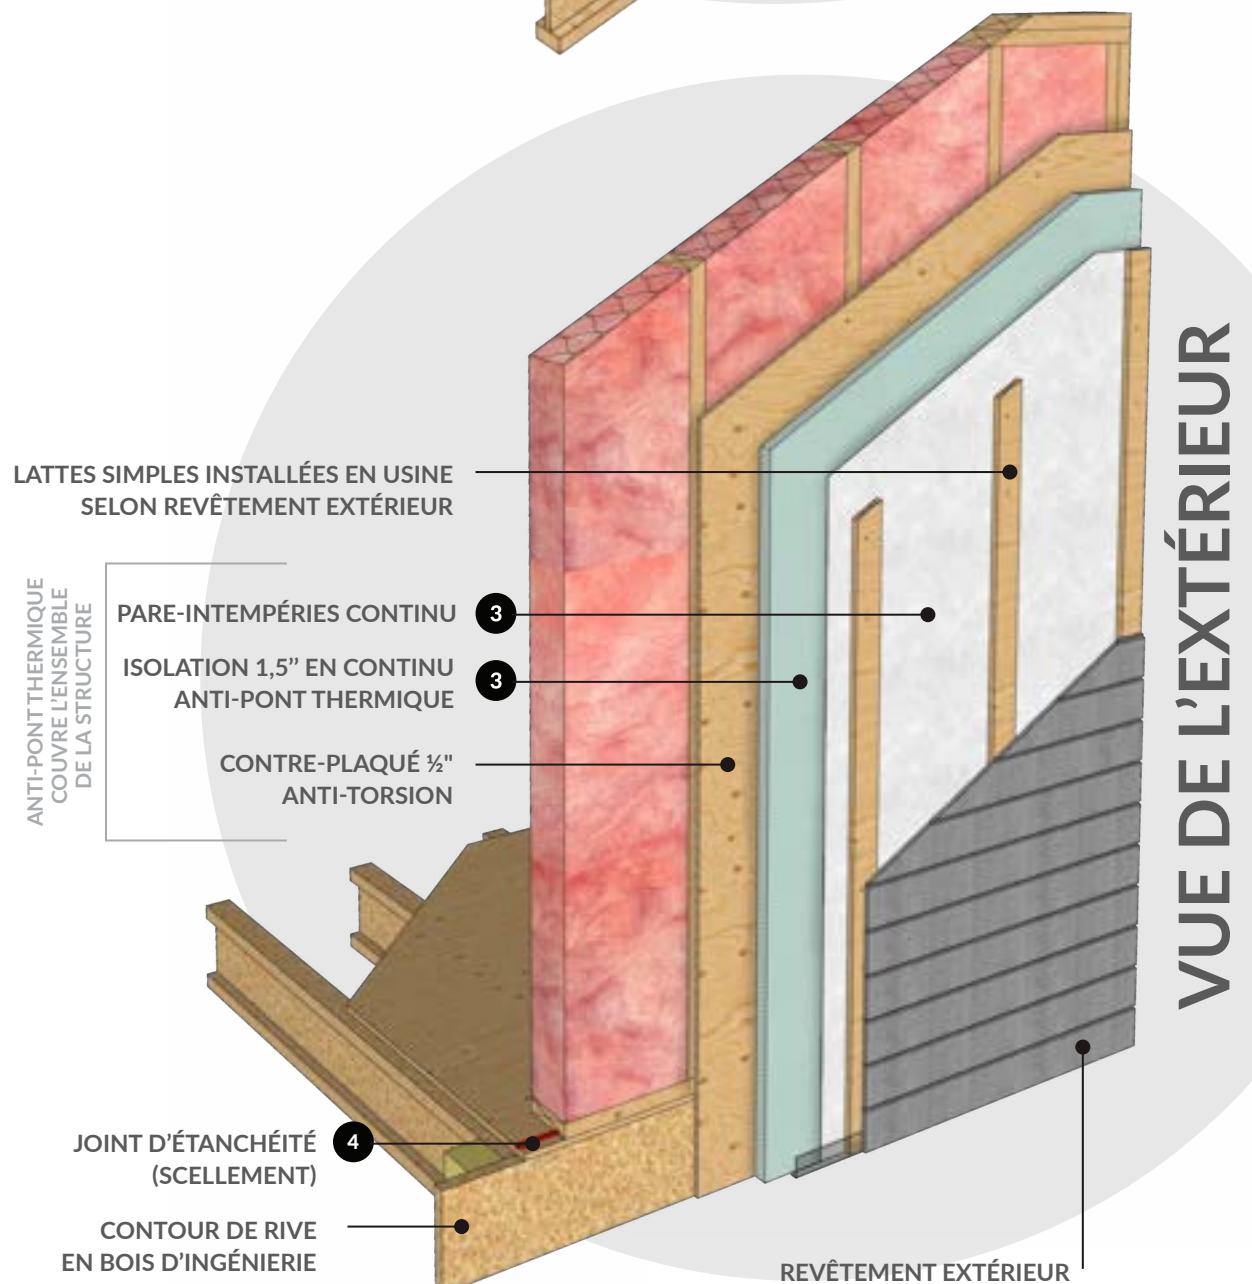 LATTES SIMPLES INSTALLÉES EN USINE
SELON REVÊTEMENT EXTÉRIEUR
ANTI-PONT THERMIQUE
COUVRE L'ENSEMBLE
DE LA STRUCTURE
PARE-INTEMPÉRIES CONTINU 3
ISOLATION 1,5’’ EN CONTINU 3
ANTI-PONT THERMIQUE
CONTRE-PLAQUÉ ½"
ANTI-TORSION
JOINT D’ÉTANCHÉITÉ 4
(SCELLEMENT)
CONTOUR DE RIVE
EN BOIS D’INGÉNIERIE
REVÊTEMENT EXTÉRIEUR
VUE DE L’EXTÉRIEUR